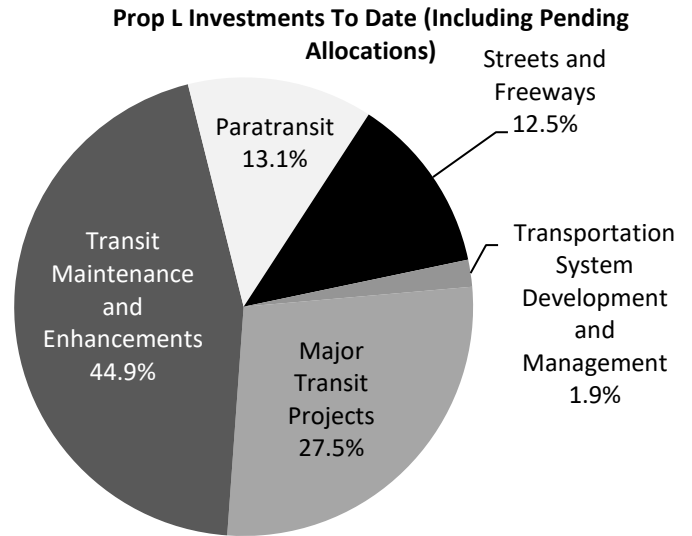 Prop L Investments To Date (Including Pending
Allocations)
Streets and
Freeways
12.5%
Paratransit
13.1%
Transit
Maintenance
and
Enhancements
44.9%
Transportation
System
Development
and
Management
1.9%
Major
Transit
Projects
27.5%